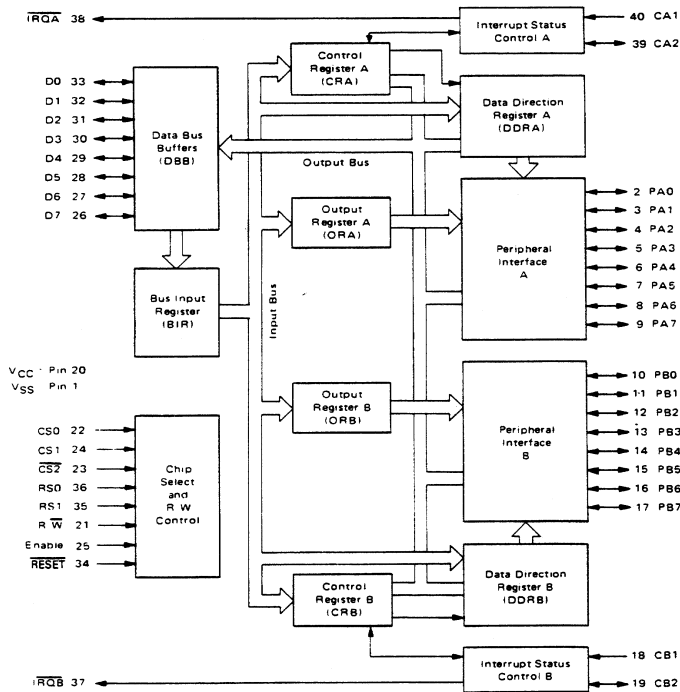 IRQA 38
Interrupt Status
Control A
40 CA1
39 CA2
Control
Register A
(CRA)
D0 33
D1 32
D2 31
D3 30
D4 29
D5 28
D6 27
D7 26
Data Bus
Buffers
(DBB)
Data Direction
Register A
(DDRA)
Output Bus
Output
Register A
(ORA)
Peripheral
Interface
A
2 PA0
3 PA1
4 PA2
5 PA3
6 PA4
7 PA5
8 PA6
9 PA7
Bus Input
Register
(BIR)
Input Bus
VCC · Pin 20
VSS Pin 1
Output
Register B
(ORB)
Peripheral
Interface
B
10 PB0
11 PB1
12 PB2
13 PB3
14 PB4
15 PB5
16 PB6
17 PB7
CS0 22
CS1 24
CS2 23
RS0 36
RS1 35
R W 21
Enable 25
RESET 34
Chip
Select
and
R W
Control
Control
Register B
(CRB)
Data Direction
Register B
(DDRB)
IRQB 37
Interrupt Status
Control B
18 CB1
19 CB2